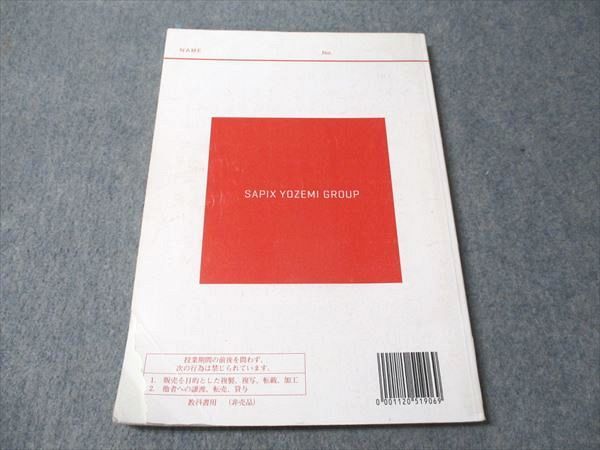 NAME No.
SAPIX YOZEMI GROUP
授業期間の前後を問わず、
次の行為は禁じられています。
1. 販売を目的とした複製、複写、転載、加工
2. 他者への譲渡、転売、貸与
教科書用 (非売品)
0 001120 519069